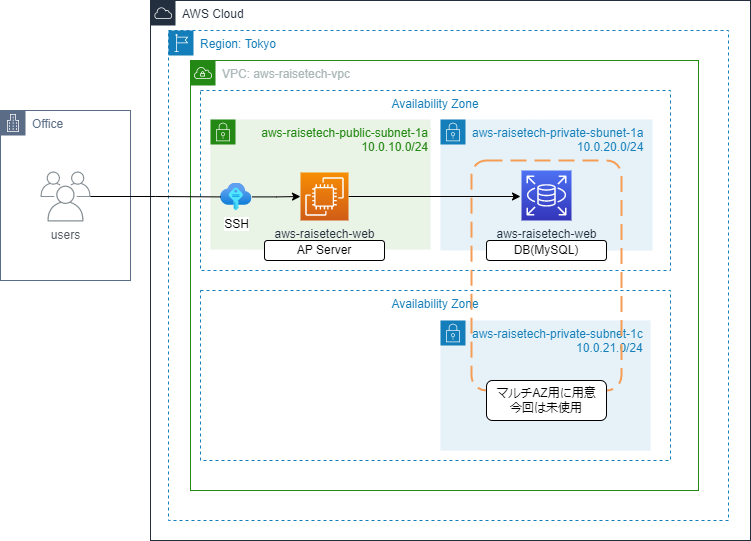 AWS Cloud
Region: Tokyo
VPC: aws-raisetech-vpc
Office
users
Availability Zone
aws-raisetech-public-subnet-1a
10.0.10.0/24
aws-raisetech-private-sbunet-1a
10.0.20.0/24
SSH
aws-raisetech-web
AP Server
aws-raisetech-web
DB(MySQL)
Availability Zone
aws-raisetech-private-subnet-1c
10.0.21.0/24
マルチAZ用に用意
今回は未使用